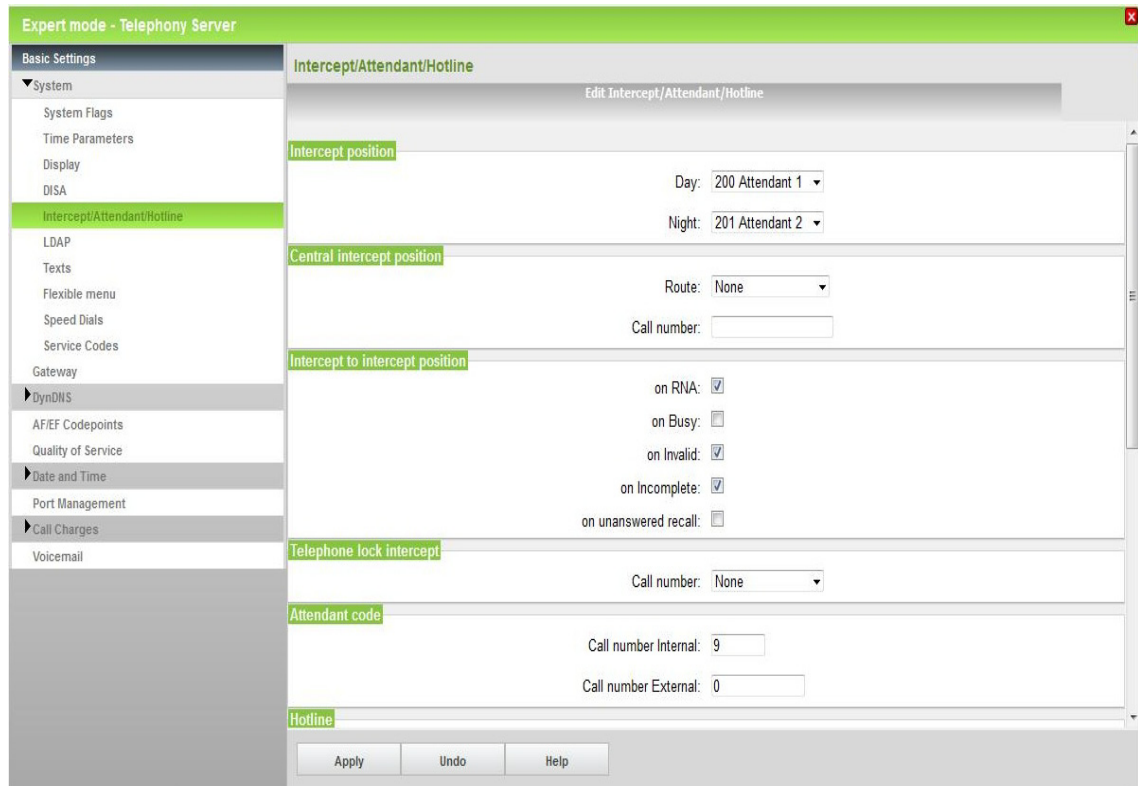 Expert mode - Telephony Server
Basic Settings
System
System Flags
Time Parameters
Display
DISA
Intercept/Attendant/Hotline
LDAP
Texts
Flexible menu
Speed Dials
Service Codes
Gateway
DynDNS
AF/EF Codepoints
Quality of Service
Date and Time
Port Management
Call Charges
Voicemail
Intercept/Attendant/Hotline
Edit Intercept/Attendant/Hotline
Intercept position
Day: 200 Attendant 1
Night: 201 Attendant 2
Central intercept position
Route: None
Call number:
Intercept to intercept position
on RNA:
on Busy:
on Invalid:
on Incomplete:
on unanswered recall:
Telephone lock intercept
Call number: None
Attendant code
Call number Internal: 9
Call number External: 0
Hotline
Apply Undo Help